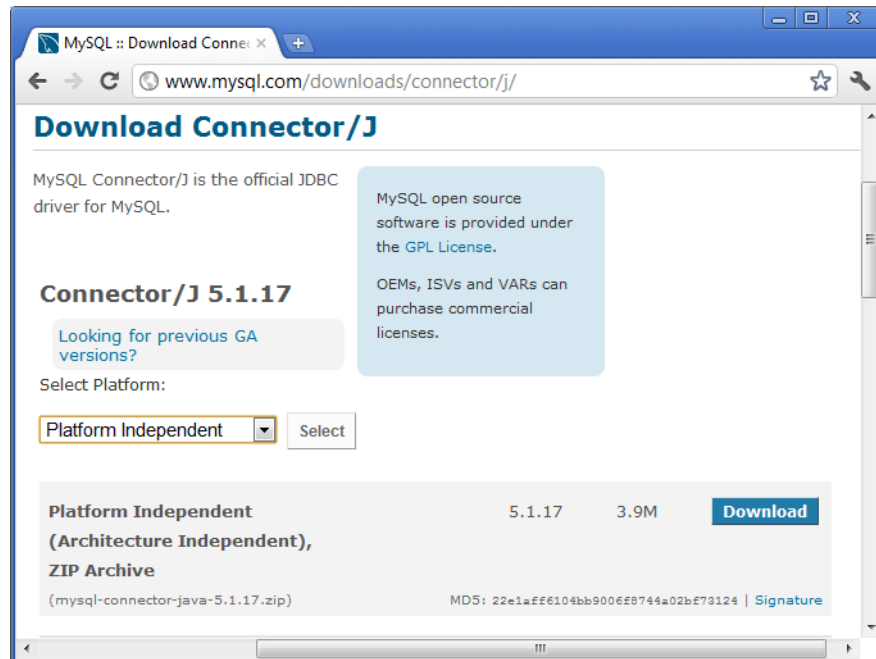 MySQL :: Download Connec
www.mysql.com/downloads/connector/j/
Download Connector/J
MySQL Connector/J is the official JDBC
driver for MySQL.
MySQL open source
software is provided under
the GPL License.
OEMs, ISVs and VARs can
purchase commercial
licenses.
Connector/J 5.1.17
Looking for previous GA
versions?
Select Platform:
Platform Independent Select
Platform Independent 5.1.17 3.9M Download
(Architecture Independent),
ZIP Archive
(mysql-connector-java-5.1.17.zip) MD5: 22e1aff6104bb9006f8744a02bf73124 | Signature